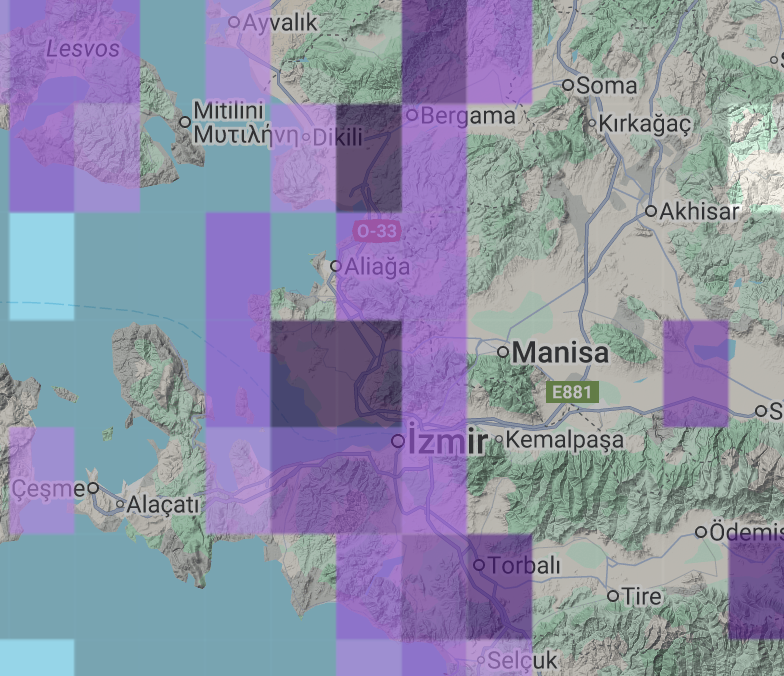 Ayvalık
Lesvos
Soma
Mitilini
Μυτιλήνη
Dikili
Bergama
Kırkağaç
Akhisar
O-33
Aliağa
Manisa
E881
S
İzmir
Kemalpaşa
Çeşme
Alaçatı
Ödemiş
Torbalı
Tire
Selçuk